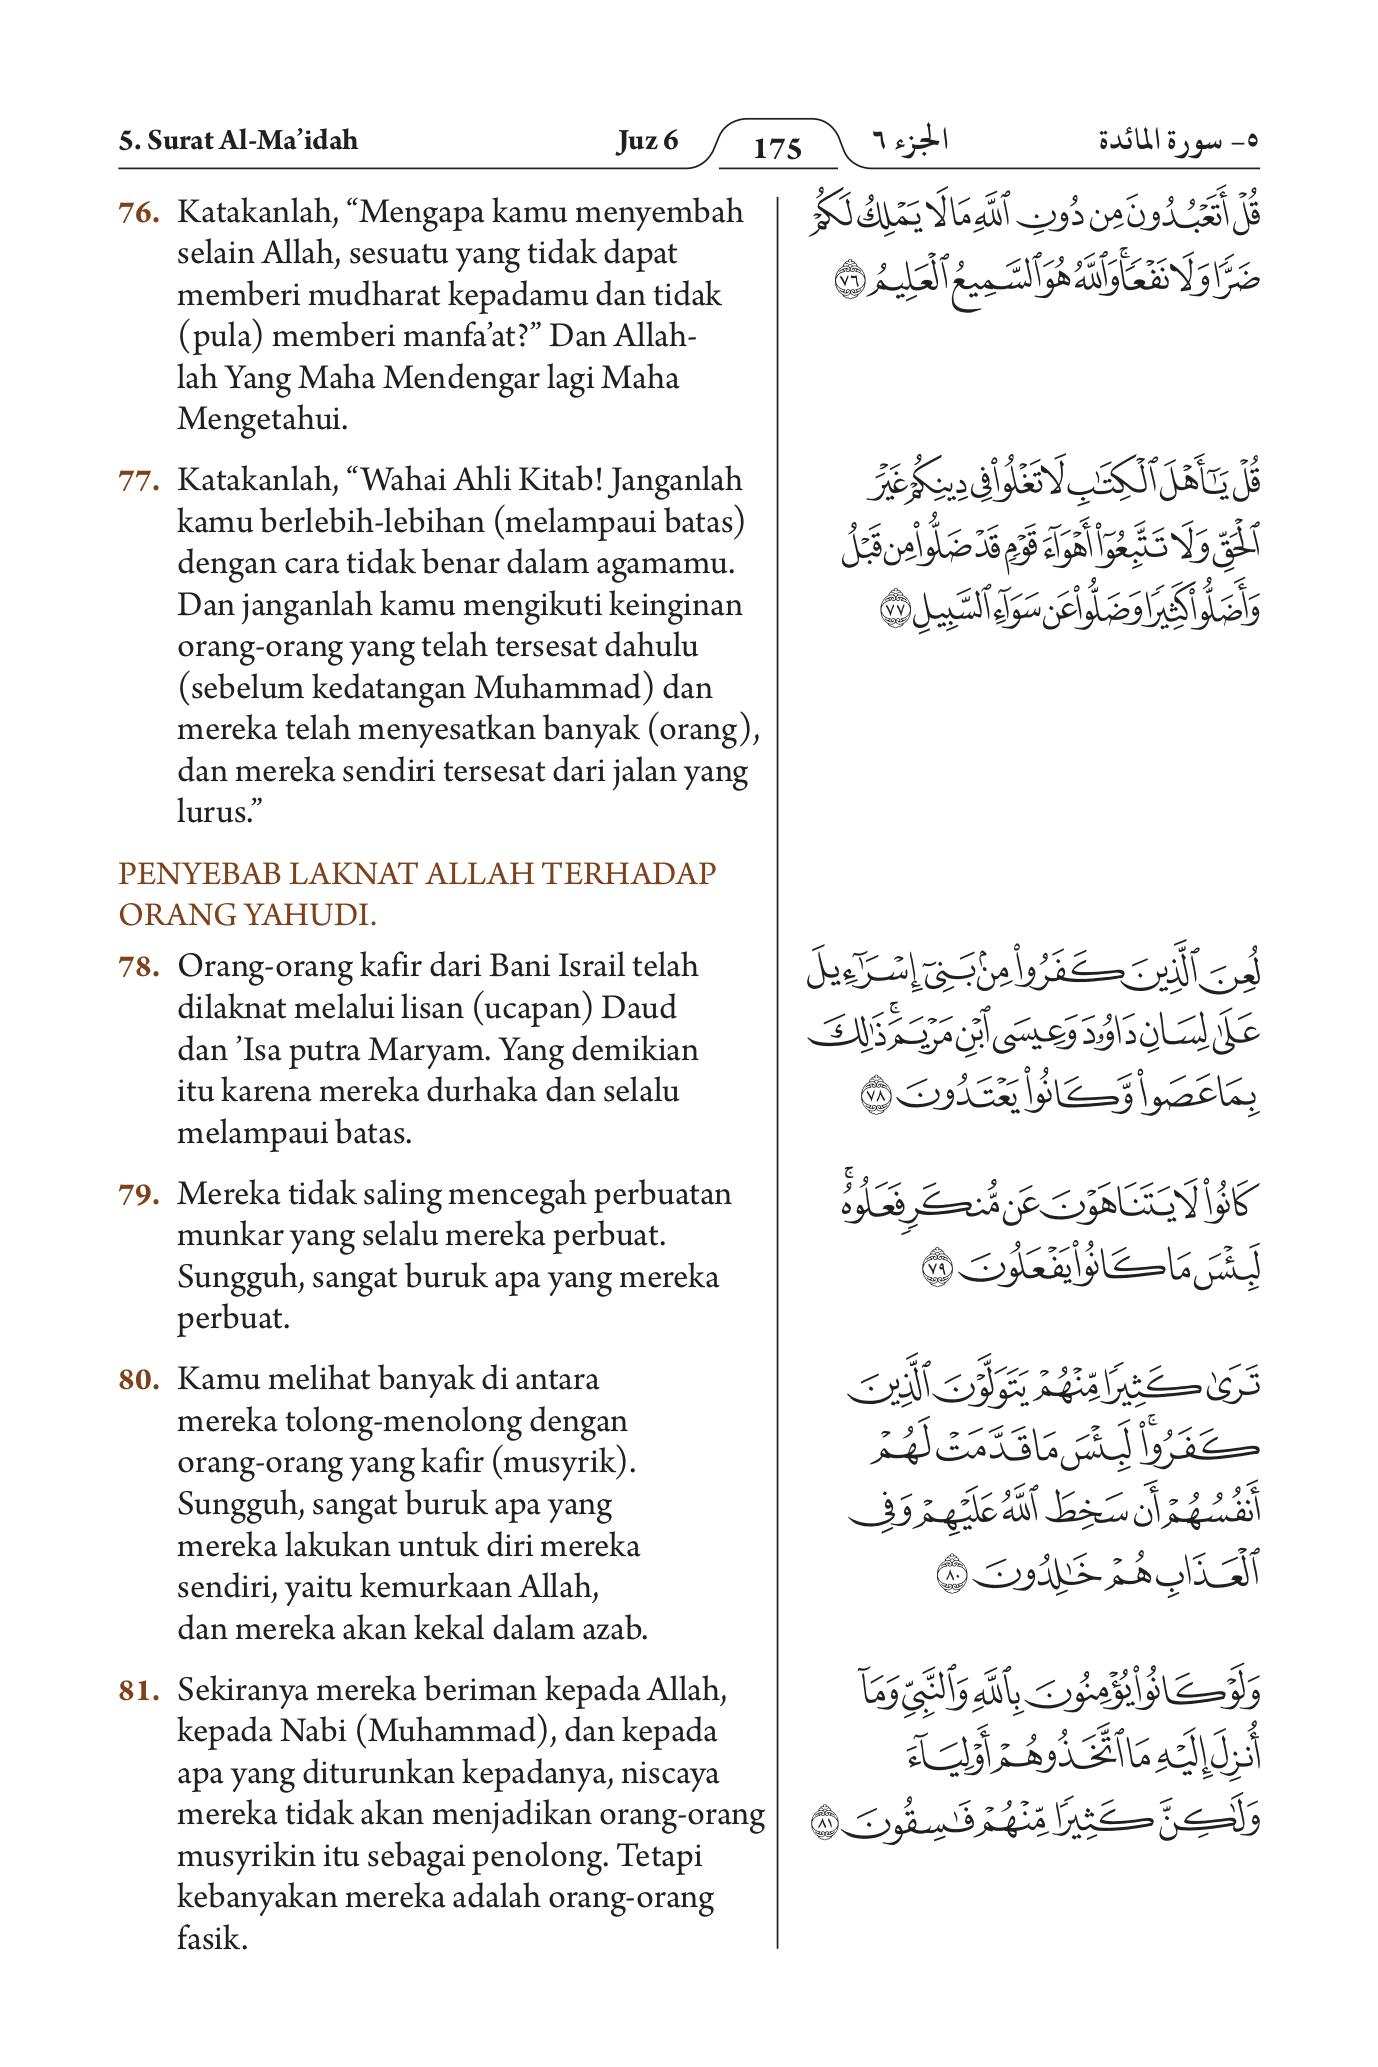 5. Surat Al-Ma’idah
Juz 6
175
الجزء ٦
٥- سورة المائدة
76. Katakanlah, “Mengapa kamu menyembah
selain Allah, sesuatu yang tidak dapat
memberi mudharat kepadamu dan tidak
(pula) memberi manfa’at?” Dan Allah-
lah Yang Maha Mendengar lagi Maha
Mengetahui.
77. Katakanlah, “Wahai Ahli Kitab! Janganlah
kamu berlebih-lebihan (melampaui batas)
dengan cara tidak benar dalam agamamu.
Dan janganlah kamu mengikuti keinginan
orang-orang yang telah tersesat dahulu
(sebelum kedatangan Muhammad) dan
mereka telah menyesatkan banyak (orang),
dan mereka sendiri tersesat dari jalan yang
lurus.”
PENYEBAB LAKNAT ALLAH TERHADAP
ORANG YAHUDI.
78. Orang-orang kafir dari Bani Israil telah
dilaknat melalui lisan (ucapan) Daud
dan ’Isa putra Maryam. Yang demikian
itu karena mereka durhaka dan selalu
melampaui batas.
79. Mereka tidak saling mencegah perbuatan
munkar yang selalu mereka perbuat.
Sungguh, sangat buruk apa yang mereka
perbuat.
80. Kamu melihat banyak di antara
mereka tolong-menolong dengan
orang-orang yang kafir (musyrik).
Sungguh, sangat buruk apa yang
mereka lakukan untuk diri mereka
sendiri, yaitu kemurkaan Allah,
dan mereka akan kekal dalam azab.
81. Sekiranya mereka beriman kepada Allah,
kepada Nabi (Muhammad), dan kepada
apa yang diturunkan kepadanya, niscaya
mereka tidak akan menjadikan orang-orang
musyrikin itu sebagai penolong. Tetapi
kebanyakan mereka adalah orang-orang
fasik.
قُلْ أَتَعْبُدُونَ مِن دُونِ ٱللَّهِ مَا لَا يَمْلِكُ لَكُمْ
ضَرًّا وَلَا نَفْعًا ۚ وَٱللَّهُ هُوَ ٱلسَّمِيعُ ٱلْعَلِيمُ ٧٦
قُلْ يَٰٓأَهْلَ ٱلْكِتَٰبِ لَا تَغْلُوا۟ فِى دِينِكُمْ غَيْرَ
ٱلْحَقِّ وَلَا تَتَّبِعُوٓا۟ أَهْوَآءَ قَوْمٍ قَدْ ضَلُّوا۟ مِن قَبْلُ
وَأَضَلُّوا۟ كَثِيرًا وَضَلُّوا۟ عَن سَوَآءِ ٱلسَّبِيلِ ٧٧
لُعِنَ ٱلَّذِينَ كَفَرُوا۟ مِنۢ بَنِىٓ إِسْرَٰٓءِيلَ
عَلَىٰ لِسَانِ دَاوُۥدَ وَعِيسَى ٱبْنِ مَرْيَمَ ۚ ذَٰلِكَ
بِمَا عَصَوا۟ وَّكَانُوا۟ يَعْتَدُونَ ٧٨
كَانُوا۟ لَا يَتَنَاهَوْنَ عَن مُّنكَرٍ فَعَلُوهُ ۚ
لَبِئْسَ مَا كَانُوا۟ يَفْعَلُونَ ٧٩
تَرَىٰ كَثِيرًا مِّنْهُمْ يَتَوَلَّوْنَ ٱلَّذِينَ
كَفَرُوا۟ ۚ لَبِئْسَ مَا قَدَّمَتْ لَهُمْ
أَنفُسُهُمْ أَن سَخِطَ ٱللَّهُ عَلَيْهِمْ وَفِى
ٱلْعَذَابِ هُمْ خَٰلِدُونَ ٨٠
وَلَوْ كَانُوا۟ يُؤْمِنُونَ بِٱللَّهِ وَٱلنَّبِىِّ وَمَآ
أُنزِلَ إِلَيْهِ مَا ٱتَّخَذُوهُمْ أَوْلِيَآءَ
وَلَٰكِنَّ كَثِيرًا مِّنْهُمْ فَٰسِقُونَ ٨١